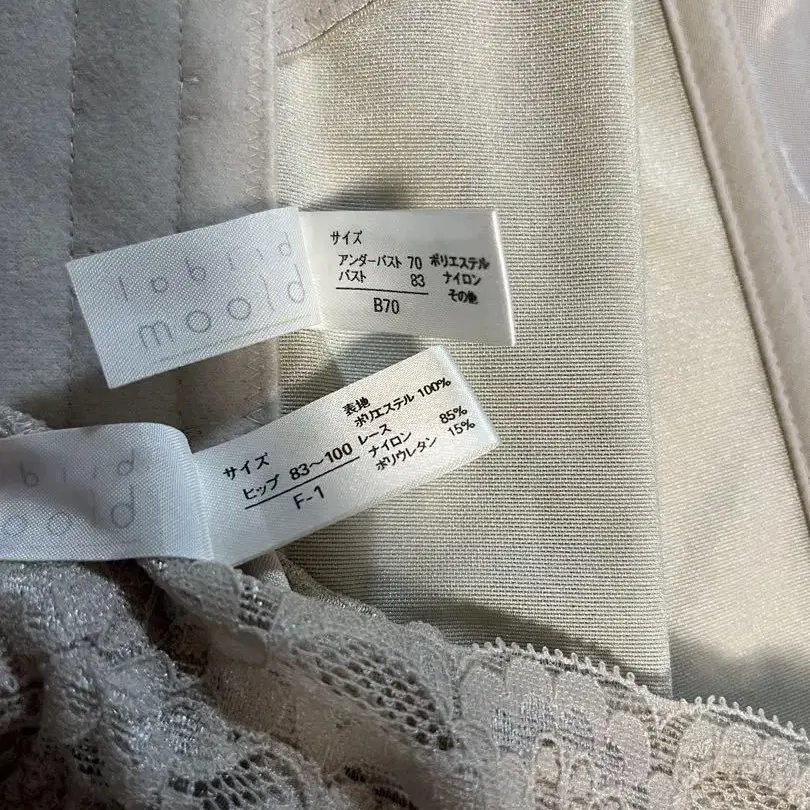 labiiid
moold
サイズ
アンダーバスト 70 ポリエステル
バスト 83 ナイロン
B70 その他
サイズ
ヒップ 83～100
F-1
表地
ポリエステル 100%
レース
ナイロン 85%
ポリウレタン 15%